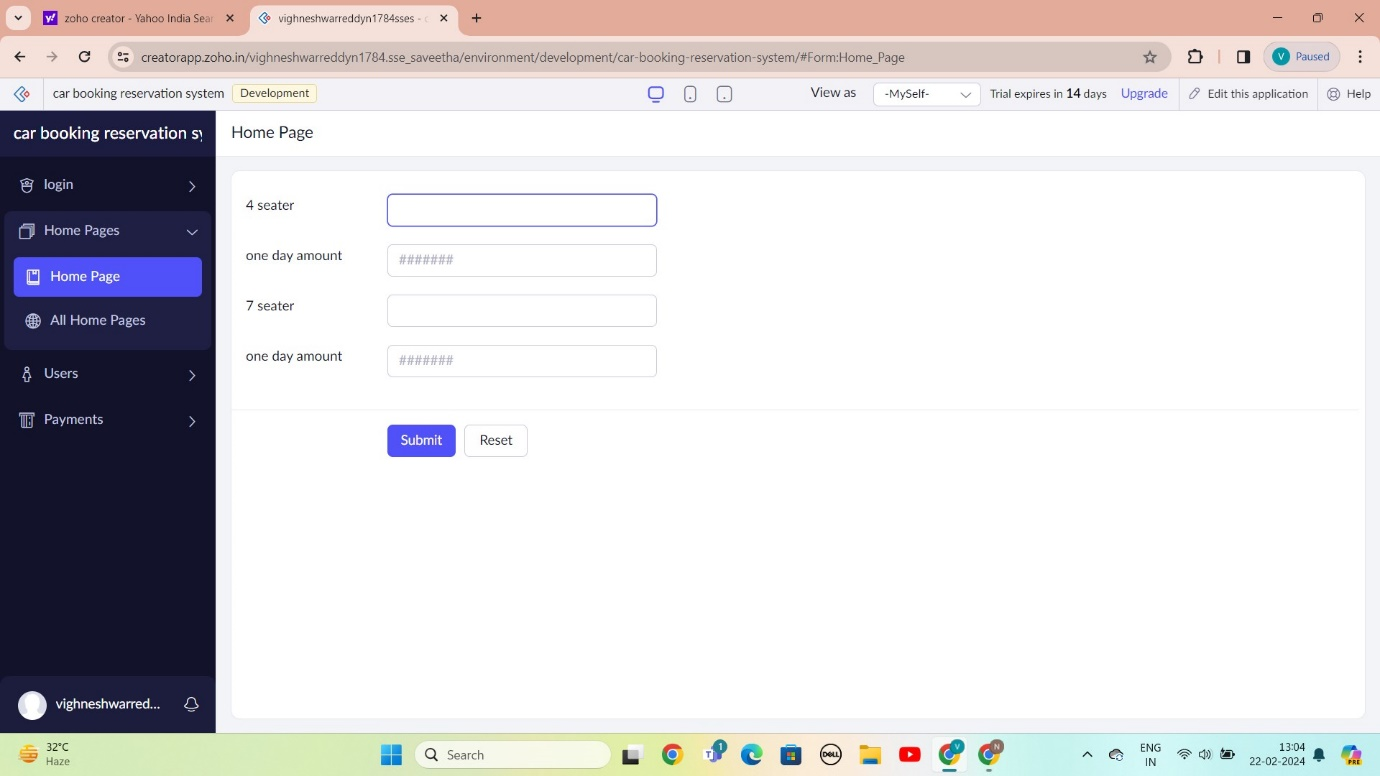 zoho creator - Yahoo India Sear
vighneshwarreddyn1784sses - c
creatorapp.zoho.in/vighneshwarreddyn1784.sse_saveetha/environment/development/car-booking-reservation-system/#Form:Home_Page
V Paused
car booking reservation system Development
View as -MySelf- Trial expires in 14 days Upgrade Edit this application Help
car booking reservation sy
Home Page
login
Home Pages
Home Page
All Home Pages
Users
Payments
4 seater
one day amount #######
7 seater
one day amount #######
Submit Reset
vighneshwarred...
32°C
Haze
Search
1
DELL
V
N
ENG
IN
13:04
22-02-2024
PRE